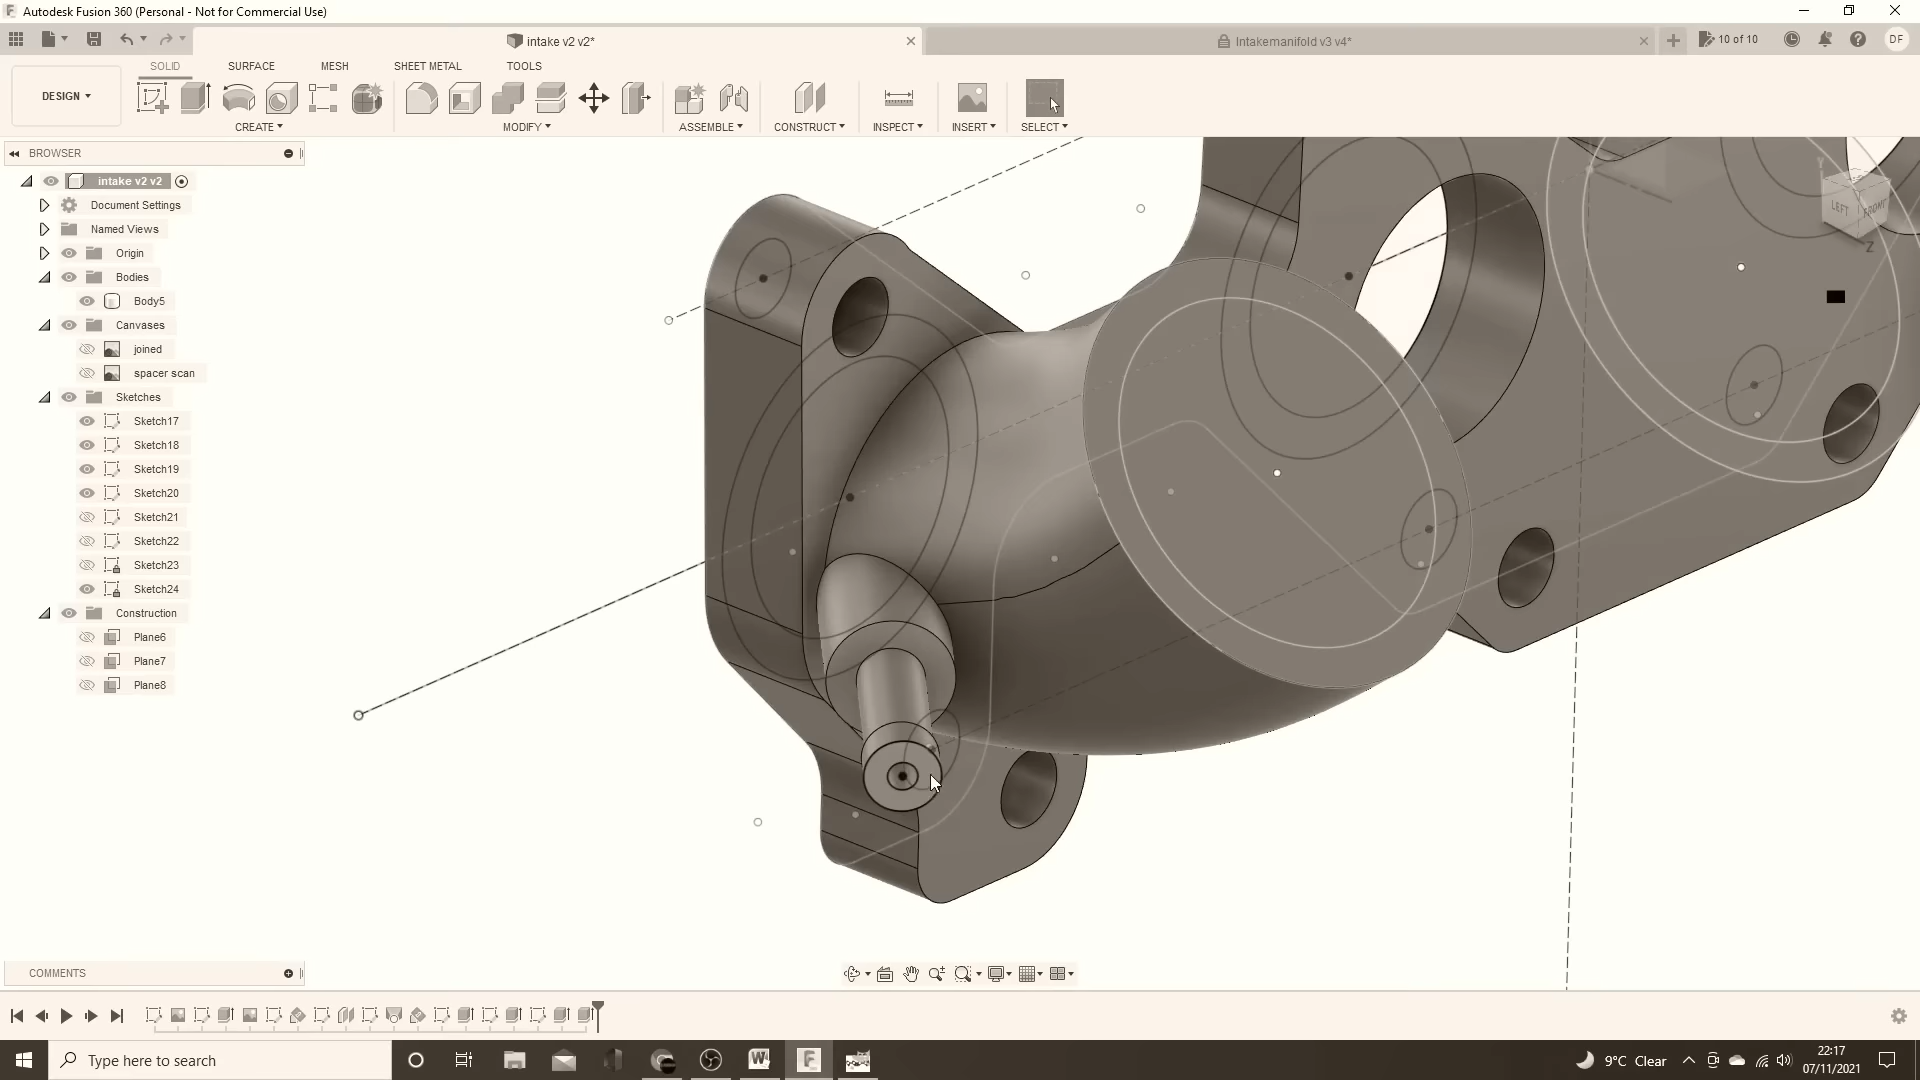 Autodesk Fusion 360 (Personal - Not for Commercial Use)
intake v2 v2*
Intakemanifold v3 v4*
10 of 10
DF
DESIGN
SOLID
SURFACE
MESH
SHEET METAL
TOOLS
CREATE
MODIFY
ASSEMBLE
CONSTRUCT
INSPECT
INSERT
SELECT
BROWSER
intake v2 v2
Document Settings
Named Views
Origin
Bodies
Body5
Canvases
joined
spacer scan
Sketches
Sketch17
Sketch18
Sketch19
Sketch20
Sketch21
Sketch22
Sketch23
Sketch24
Construction
Plane6
Plane7
Plane8
Y
LEFT
FRONT
Z
COMMENTS
Type here to search
9°C Clear
22:17
07/11/2021